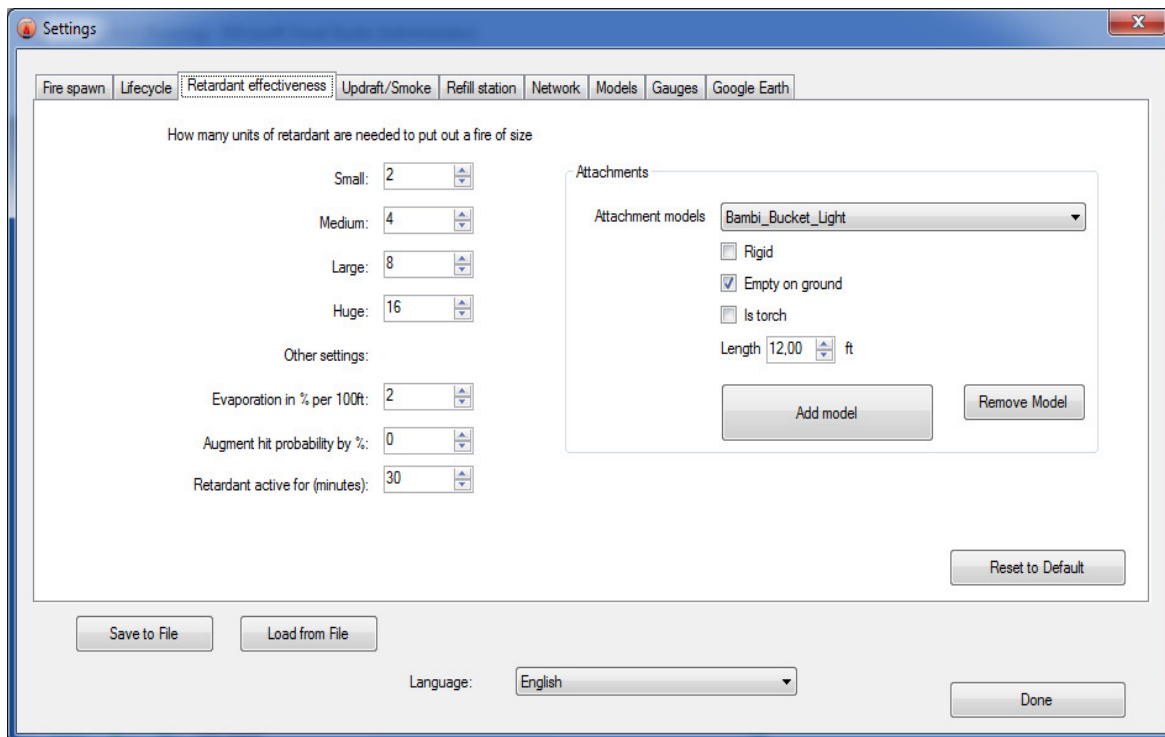 Settings
Fire spawn Lifecycle Retardant effectiveness Updraft/Smoke Refill station Network Models Gauges Google Earth
How many units of retardant are needed to put out a fire of size
Small: 2
Medium: 4
Large: 8
Huge: 16
Other settings:
Evaporation in % per 100ft: 2
Augment hit probability by %: 0
Retardant active for (minutes): 30
Attachments
Attachment models Bambi_Bucket_Light
Rigid
Empty on ground
Is torch
Length 12,00 ft
Add model Remove Model
Reset to Default
Save to File Load from File
Language: English
Done